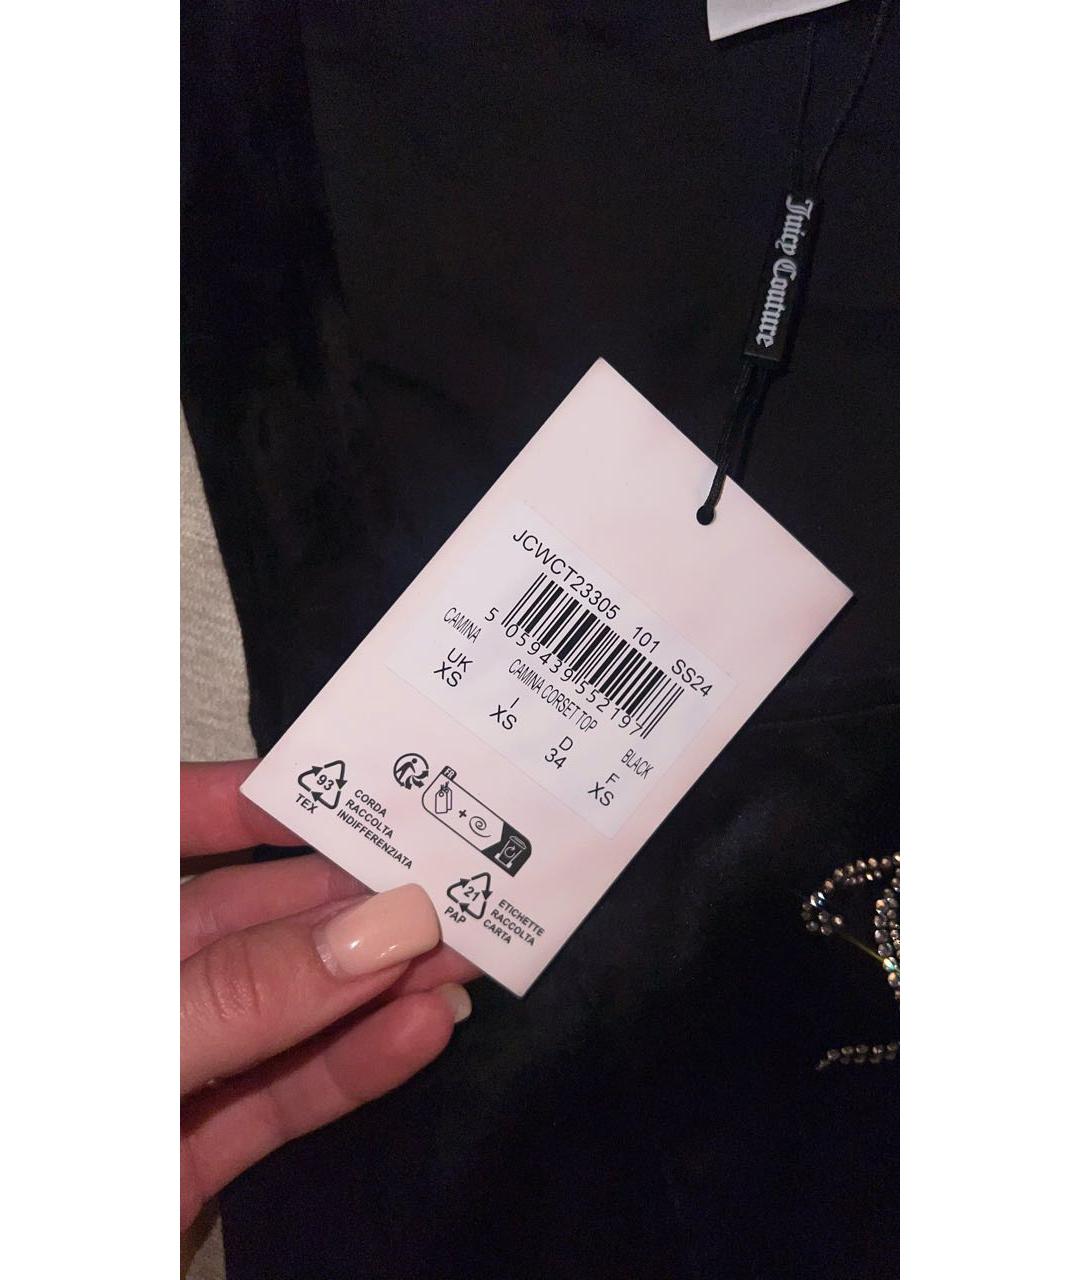 Juicy Couture
JCWCT23305 101 SS24
5 059439 552197
CAMINA CAMINA CORSET TOP BLACK
UK I D F
XS XS 34 XS
93
TEX
CORDA
RACCOLTA
INDIFFERENZIATA
FR
+
21
PAP
ETICHETTE
RACCOLTA
CARTA